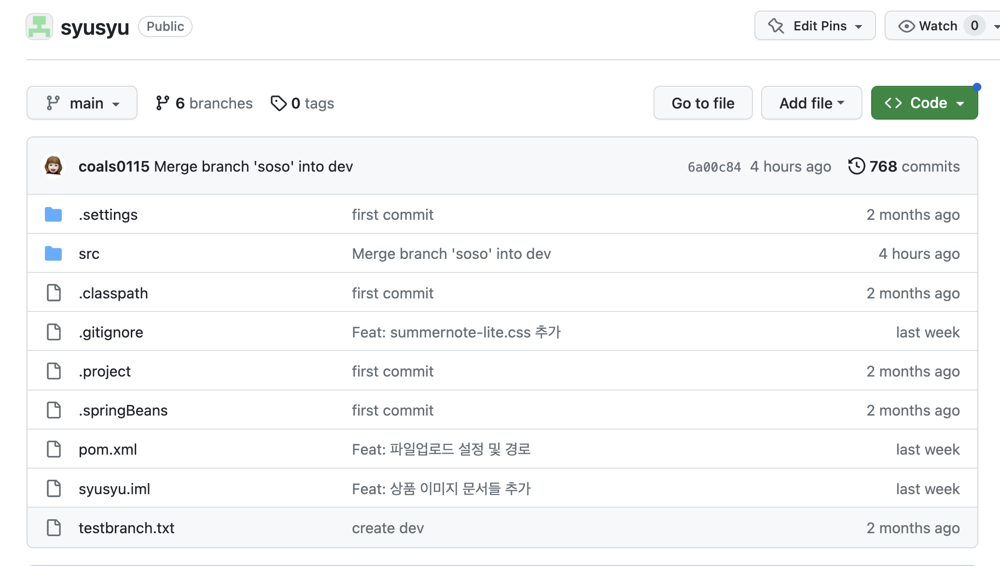 syusyu Public Edit Pins Watch 0
main 6 branches 0 tags Go to file Add file Code
coals0115 Merge branch 'soso' into dev 6a00c84 4 hours ago 768 commits
.settings first commit 2 months ago
src Merge branch 'soso' into dev 4 hours ago
.classpath first commit 2 months ago
.gitignore Feat: summernote-lite.css 추가 last week
.project first commit 2 months ago
.springBeans first commit 2 months ago
pom.xml Feat: 파일업로드 설정 및 경로 last week
syusyu.iml Feat: 상품 이미지 문서들 추가 last week
testbranch.txt create dev 2 months ago